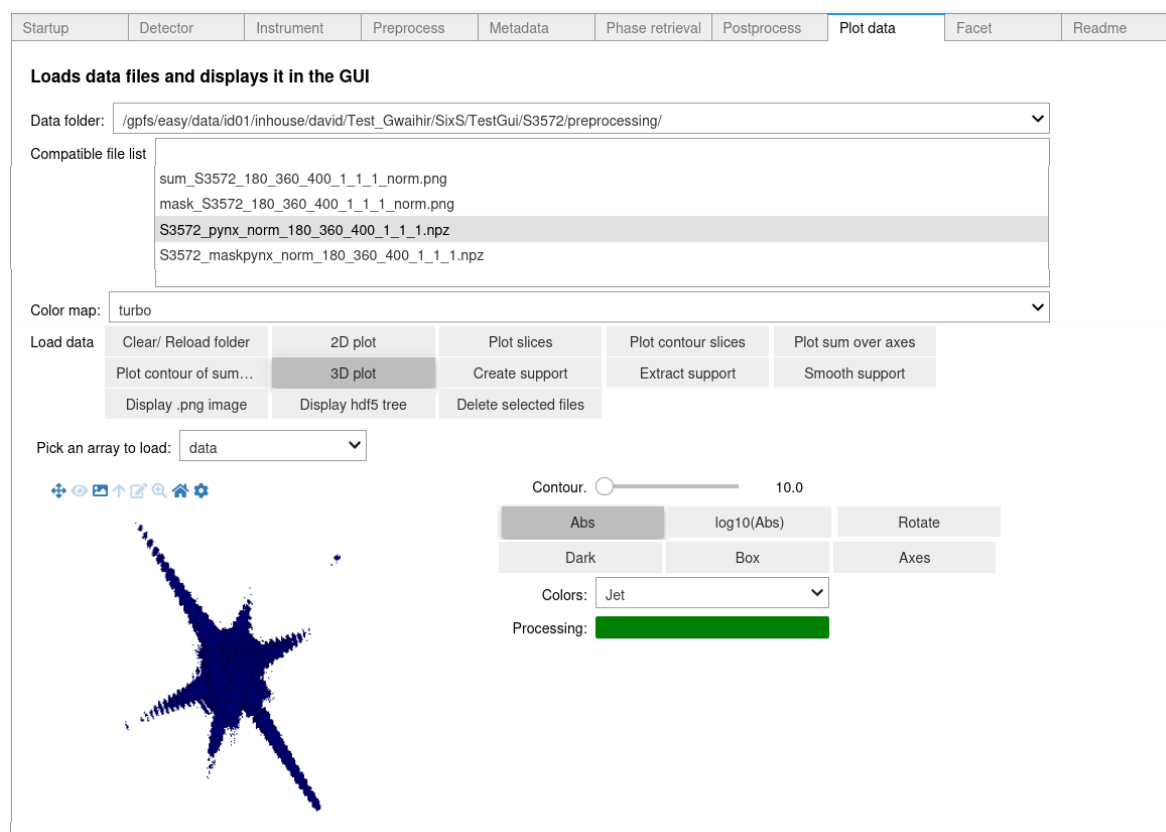 Startup Detector Instrument Preprocess Metadata Phase retrieval Postprocess Plot data Facet Readme
Loads data files and displays it in the GUI
Data folder: /gpfs/easy/data/id01/inhouse/david/Test_Gwaihir/SixS/TestGui/S3572/preprocessing/
Compatible file list
sum_S3572_180_360_400_1_1_1_norm.png
mask_S3572_180_360_400_1_1_1_norm.png
S3572_pynx_norm_180_360_400_1_1_1.npz
S3572_maskpynx_norm_180_360_400_1_1_1.npz
Color map: turbo
Load data Clear/ Reload folder 2D plot Plot slices Plot contour slices Plot sum over axes
Plot contour of sum... 3D plot Create support Extract support Smooth support
Display .png image Display hdf5 tree Delete selected files
Pick an array to load: data
Contour. 10.0
Abs log10(Abs) Rotate
Dark Box Axes
Colors: Jet
Processing: